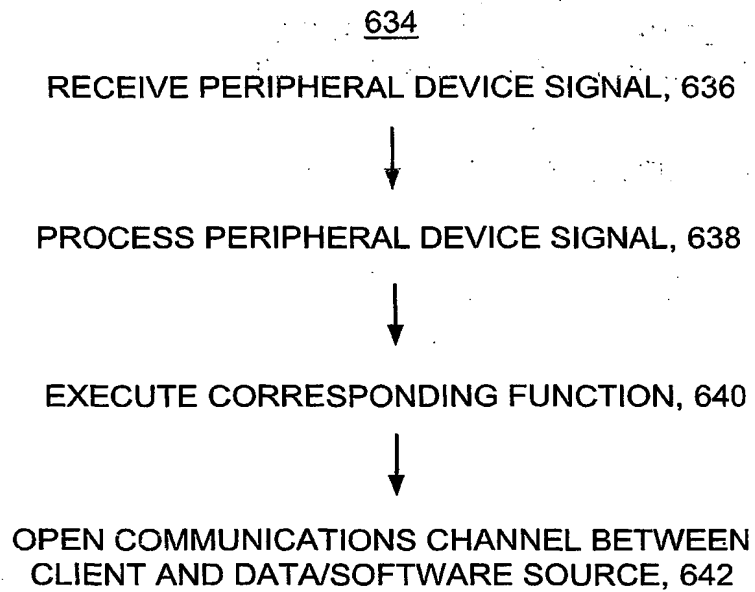 634
RECEIVE PERIPHERAL DEVICE SIGNAL, 636
PROCESS PERIPHERAL DEVICE SIGNAL, 638
EXECUTE CORRESPONDING FUNCTION, 640
OPEN COMMUNICATIONS CHANNEL BETWEEN
CLIENT AND DATA/SOFTWARE SOURCE, 642